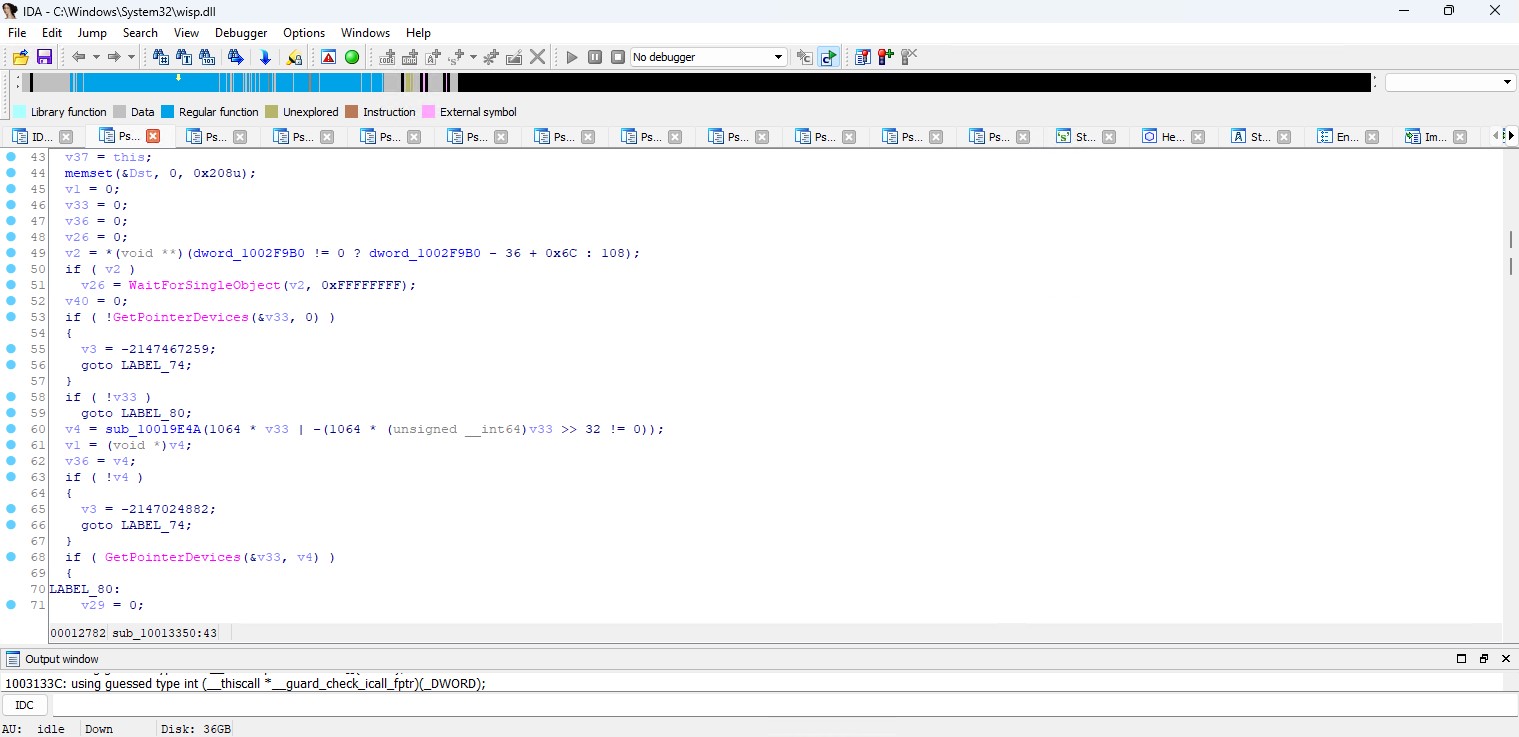 IDA - C:\Windows\System32\wisp.dll
File Edit Jump Search View Debugger Options Windows Help
No debugger
Library function Data Regular function Unexplored Instruction External symbol
ID... Ps... Ps... Ps... Ps... Ps... Ps... Ps... Ps... Ps... Ps... Ps... St... He... St... En... Im...
43 v37 = this;
44 memset(&Dst, 0, 0x208u);
45 v1 = 0;
46 v33 = 0;
47 v36 = 0;
48 v26 = 0;
49 v2 = *(void **)(dword_1002F9B0 != 0 ? dword_1002F9B0 - 36 + 0x6C : 108);
50 if ( v2 )
51 v26 = WaitForSingleObject(v2, 0xFFFFFFFF);
52 v40 = 0;
53 if ( !GetPointerDevices(&v33, 0) )
54 {
55 v3 = -2147467259;
56 goto LABEL_74;
57 }
58 if ( !v33 )
59 goto LABEL_80;
60 v4 = sub_10019E4A(1064 * v33 | -(1064 * (unsigned __int64)v33 >> 32 != 0));
61 v1 = (void *)v4;
62 v36 = v4;
63 if ( !v4 )
64 {
65 v3 = -2147024882;
66 goto LABEL_74;
67 }
68 if ( GetPointerDevices(&v33, v4) )
69 {
70 LABEL_80:
71 v29 = 0;
00012782 sub_10013350:43
Output window
1003133C: using guessed type int (__thiscall *__guard_check_icall_fptr)(_DWORD);
IDC
AU: idle Down Disk: 36GB